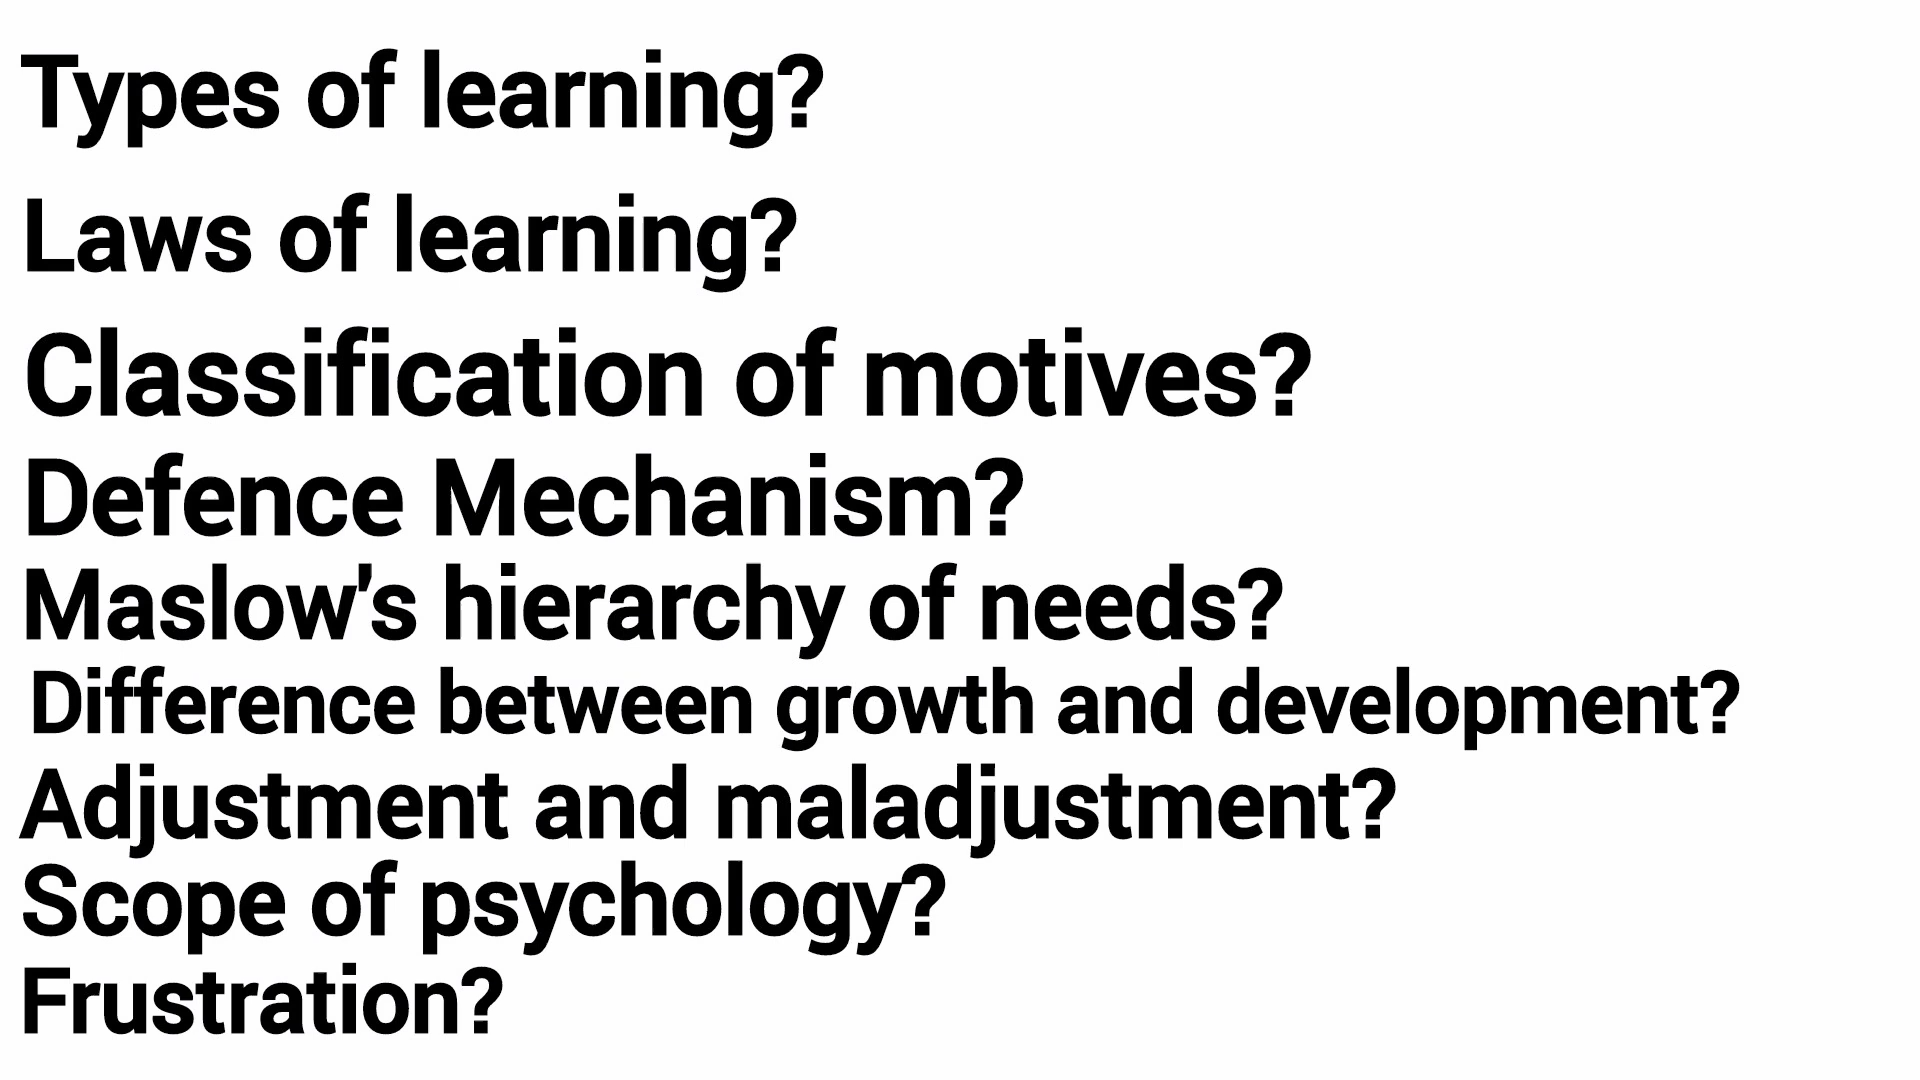 Types of learning?
Laws of learning?
Classification of motives?
Defence Mechanism?
Maslow's hierarchy of needs?
Difference between growth and development?
Adjustment and maladjustment?
Scope of psychology?
Frustration?